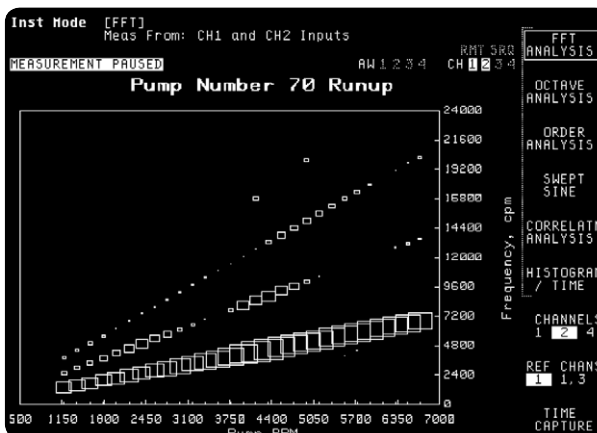 Inst Mode [FFT]
Meas From: CH1 and CH2 Inputs
RMT SRQ
MEASUREMENT PAUSED
AW 1 2 3 4 CH 1 2 3 4
Pump Number 70 Runup
24000
21600
19200
16800
14400
12000
9600
7200
4800
2400
0
Frequency, cpm
500 1150 1800 2450 3100 3750 4400 5050 5700 6350 7000
RPM
FFT
ANALYSIS
OCTAVE
ANALYSIS
ORDER
ANALYSIS
SWEPT
SINE
CORRELATN
ANALYSIS
HISTOGRAM
/ TIME
CHANNELS
1 2 4
REF CHANS
1 1,3
TIME
CAPTURE